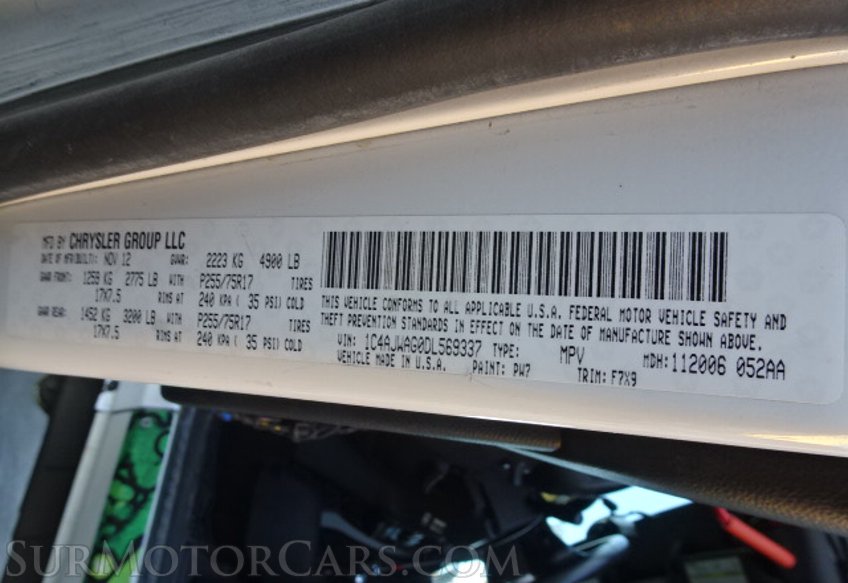 MFD BY CHRYSLER GROUP LLC
DATE OF MFR(BUILT): NOV 12 GVWR: 2223 KG 4900 LB
GAWR FRONT: 1259 KG 2775 LB WITH P255/75R17 TIRES
17X7.5 RIMS AT 240 KPA ( 35 PSI) COLD
GAWR REAR: 1452 KG 3200 LB WITH P255/75R17 TIRES
17X7.5 RIMS AT 240 KPA ( 35 PSI) COLD
THIS VEHICLE CONFORMS TO ALL APPLICABLE U.S.A. FEDERAL MOTOR VEHICLE SAFETY AND
THEFT PREVENTION STANDARDS IN EFFECT ON THE DATE OF MANUFACTURE SHOWN ABOVE.
VIN: 1C4AJWAG0DL569337 TYPE: MPV MDH: 112006 052AA
VEHICLE MADE IN U.S.A. PAINT: PW7 TRIM: F7X9
SurMotorCars.com